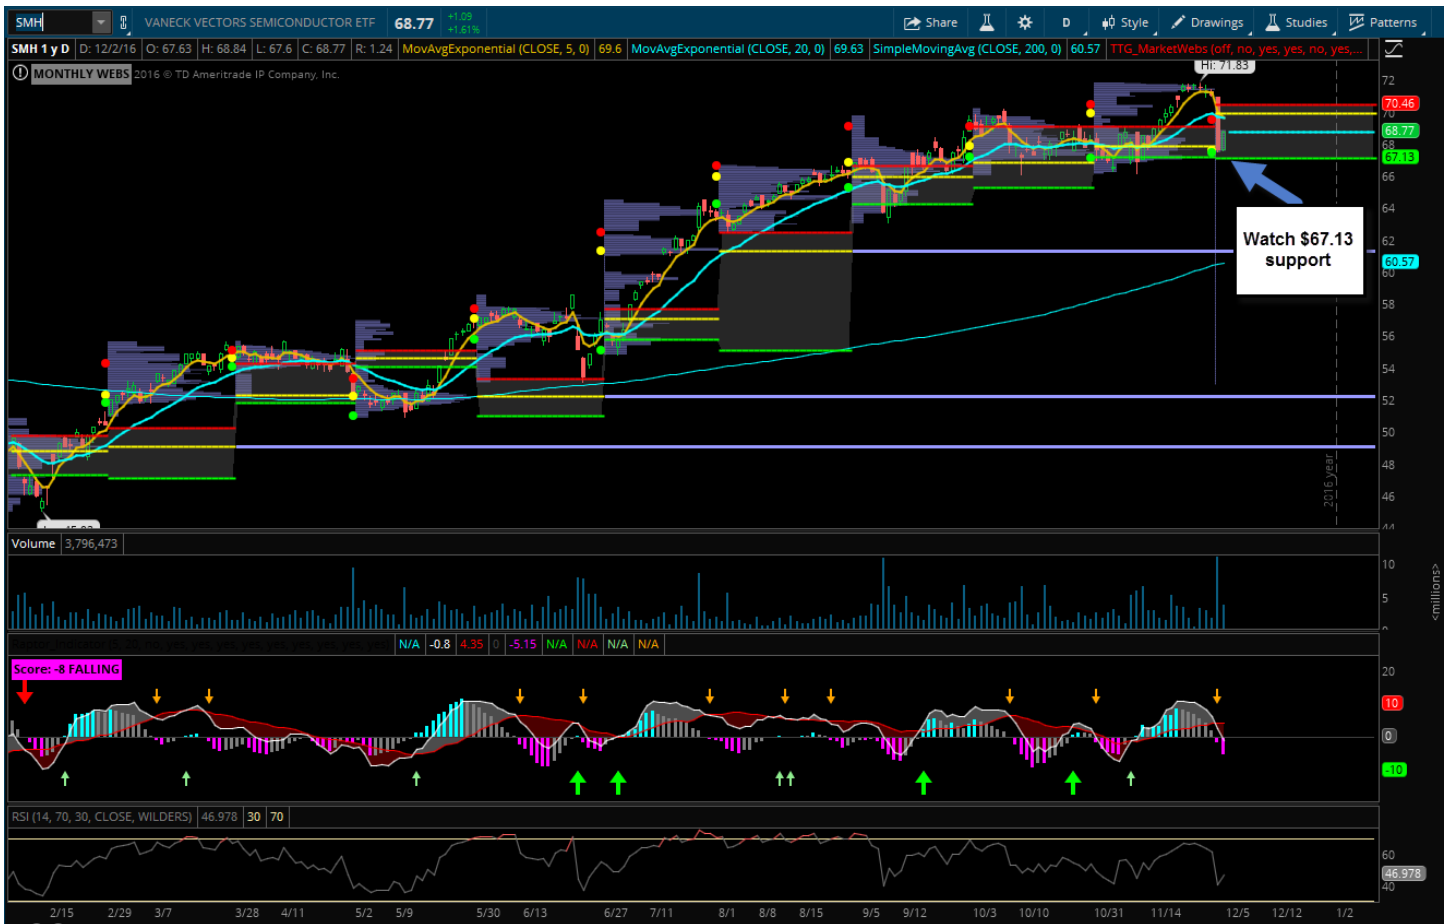 SMH VANECK VECTORS SEMICONDUCTOR ETF 68.77 +1.09 +1.61% Share D Style Drawings Studies Patterns
SMH 1 y D D: 12/2/16 O: 67.63 H: 68.84 L: 67.6 C: 68.77 R: 1.24 MovAvgExponential (CLOSE, 5, 0) 69.6 MovAvgExponential (CLOSE, 20, 0) 69.63 SimpleMovingAvg (CLOSE, 200, 0) 60.57 TTG_MarketWebs (off, no, yes, yes, no, yes,...
MONTHLY WEBS 2016 © TD Ameritrade IP Company, Inc.
Hi: 71.83
72
70.46
70
68.77
68
67.13
66
64
62
60.57
60
58
56
54
52
50
48
46
44
Watch $67.13
support
2016 year
Volume 3,796,473
10
5
<millions>
N/A -0.8 4.35 0 -5.15 N/A N/A N/A N/A
Score: -8 FALLING
20
10
0
-10
RSI (14, 70, 30, CLOSE, WILDERS) 46.978 30 70
60
46.978
40
2/15 2/29 3/7 3/28 4/11 5/2 5/9 5/30 6/13 6/27 7/11 8/1 8/8 8/15 9/5 9/12 10/3 10/10 10/31 11/14 12/5 12/12 1/2